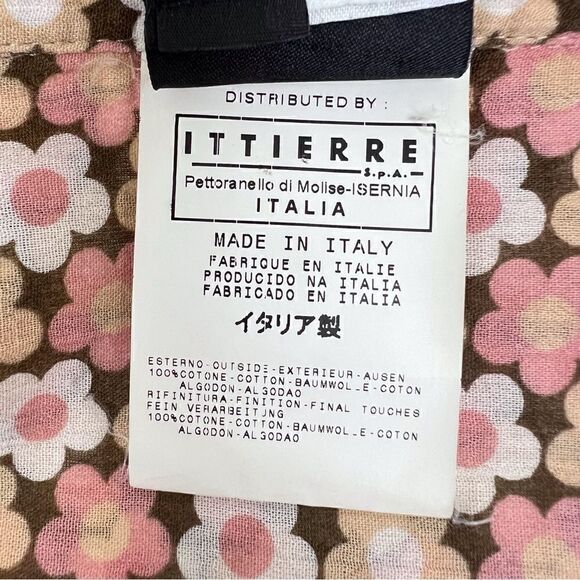 DISTRIBUTED BY :
ITTIERRE
S.p.A.
Pettoranello di Molise-ISERNIA
ITALIA
MADE IN ITALY
FABRIQUE EN ITALIE
PRODUCIDO NA ITALIA
FABRICADO EN ITALIA
イタリア製
ESTERNO-OUTSIDE-EXTERIEUR-AUSEN
100%COTONE-COTTON-BAUMWOLLE-COTON
ALGODON-ALGODAO
RIFINITURA-FINITION-FINAL TOUCHES
FEIN VERARBEITUNG
100%COTONE-COTTON-BAUMWOLLE-COTON
ALGODON-ALGODAO